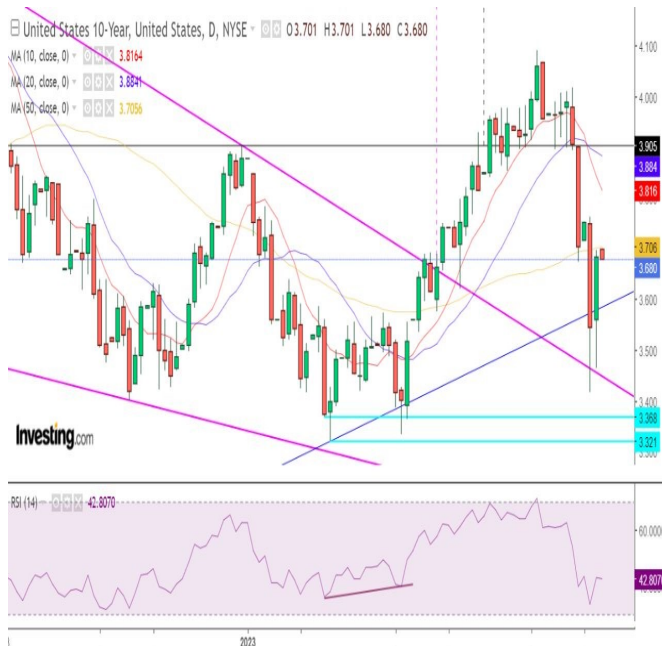 United States 10-Year, United States, D, NYSE O3.701 H3.701 L3.680 C3.680
MA (10, close, 0) 3.8164
MA (20, close, 0) 3.8841
MA (50, close, 0) 3.7056
4.100
4.000
3.905
3.884
3.816
3.706
3.680
3.600
3.500
3.400
3.368
3.321
Investing.com
RSI (14) 42.8070
60.0000
42.8070
2023